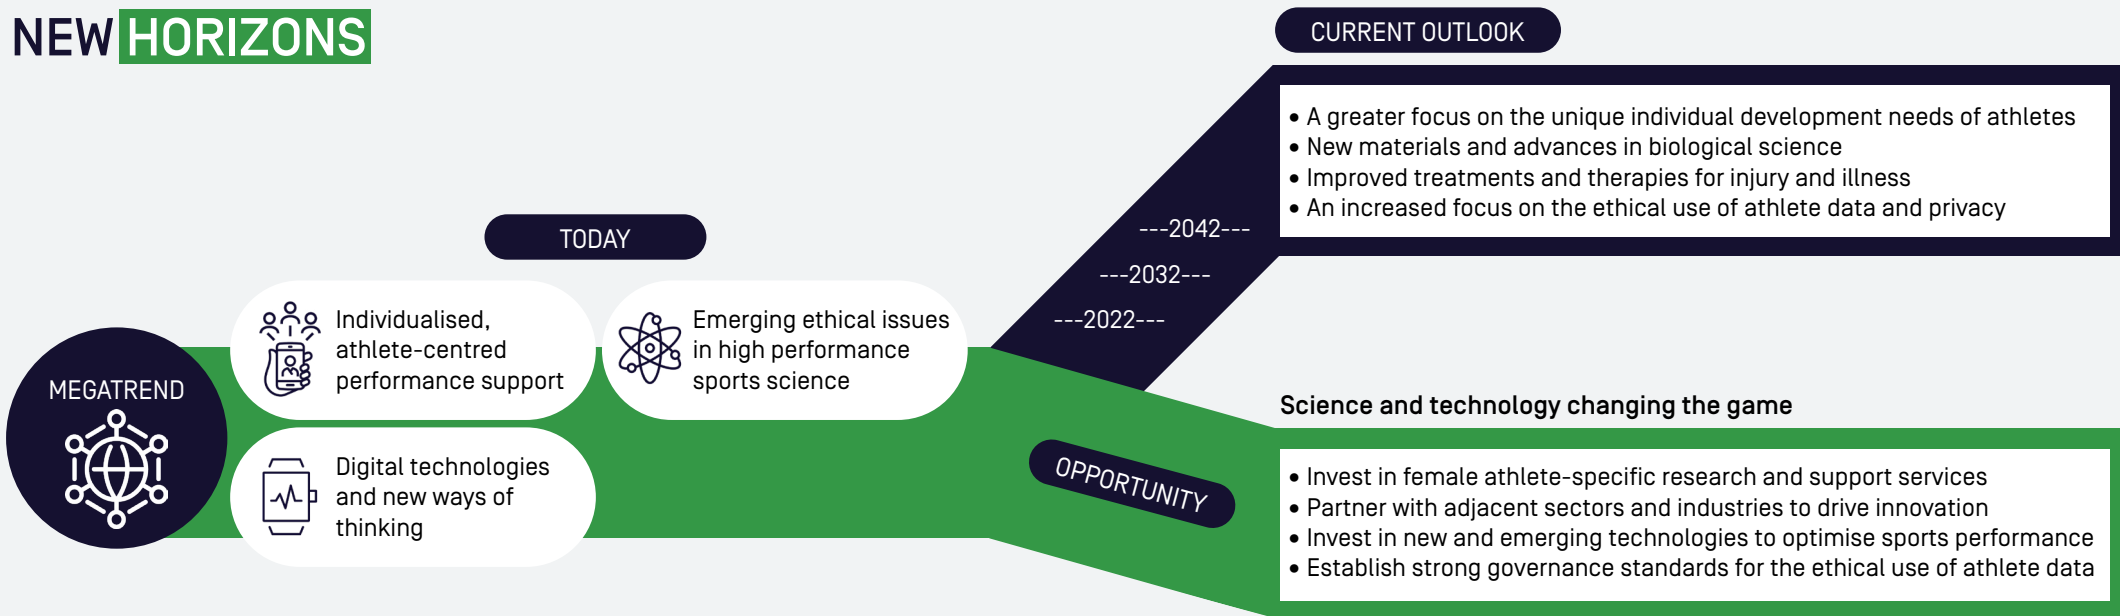 NEW HORIZONS
MEGATREND
TODAY
Individualised,
athlete-centred
performance support
Emerging ethical issues
in high performance
sports science
Digital technologies
and new ways of
thinking
CURRENT OUTLOOK
---2042---
---2032---
---2022---
• A greater focus on the unique individual development needs of athletes
• New materials and advances in biological science
• Improved treatments and therapies for injury and illness
• An increased focus on the ethical use of athlete data and privacy
OPPORTUNITY
Science and technology changing the game
• Invest in female athlete-specific research and support services
• Partner with adjacent sectors and industries to drive innovation
• Invest in new and emerging technologies to optimise sports performance
• Establish strong governance standards for the ethical use of athlete data